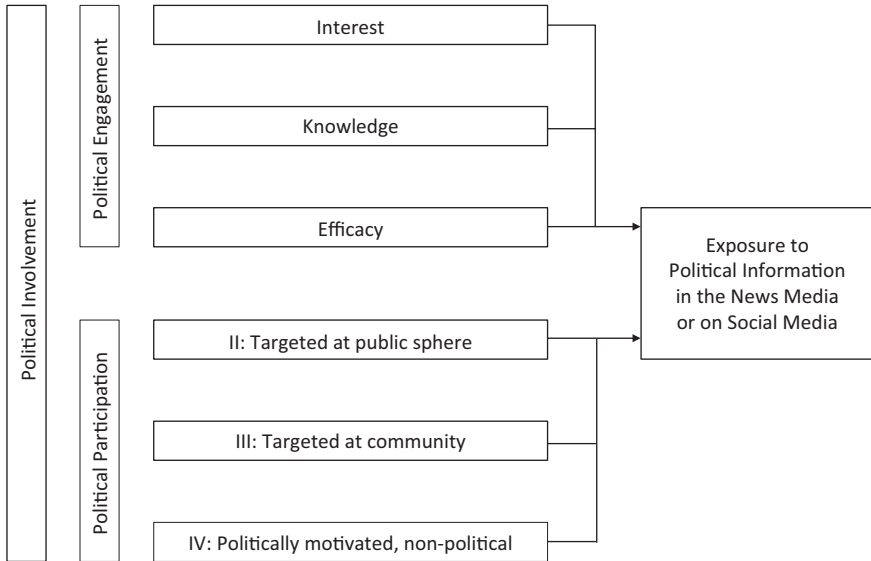 Political Involvement
Political Engagement
Interest
Knowledge
Efficacy
Political Participation
II: Targeted at public sphere
III: Targeted at community
IV: Politically motivated, non-political
Exposure to
Political Information
in the News Media
or on Social Media